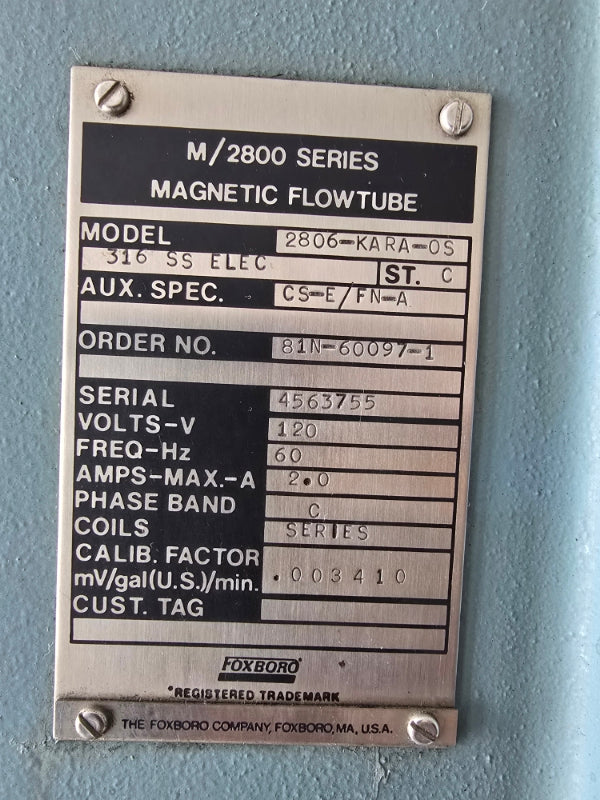 M/2800 SERIES
MAGNETIC FLOWTUBE
MODEL 2806-KARA-OS
316 SS ELEC ST. C
AUX. SPEC. CS-E/FN-A
ORDER NO. 81N-60097-1
SERIAL 4563755
VOLTS-V 120
FREQ-Hz 60
AMPS-MAX.-A 2.0
PHASE BAND C
COILS SERIES
CALIB. FACTOR
mV/gal(U.S.)/min. .003410
CUST. TAG
FOXBORO*
*REGISTERED TRADEMARK
THE FOXBORO COMPANY, FOXBORO, MA, U.S.A.